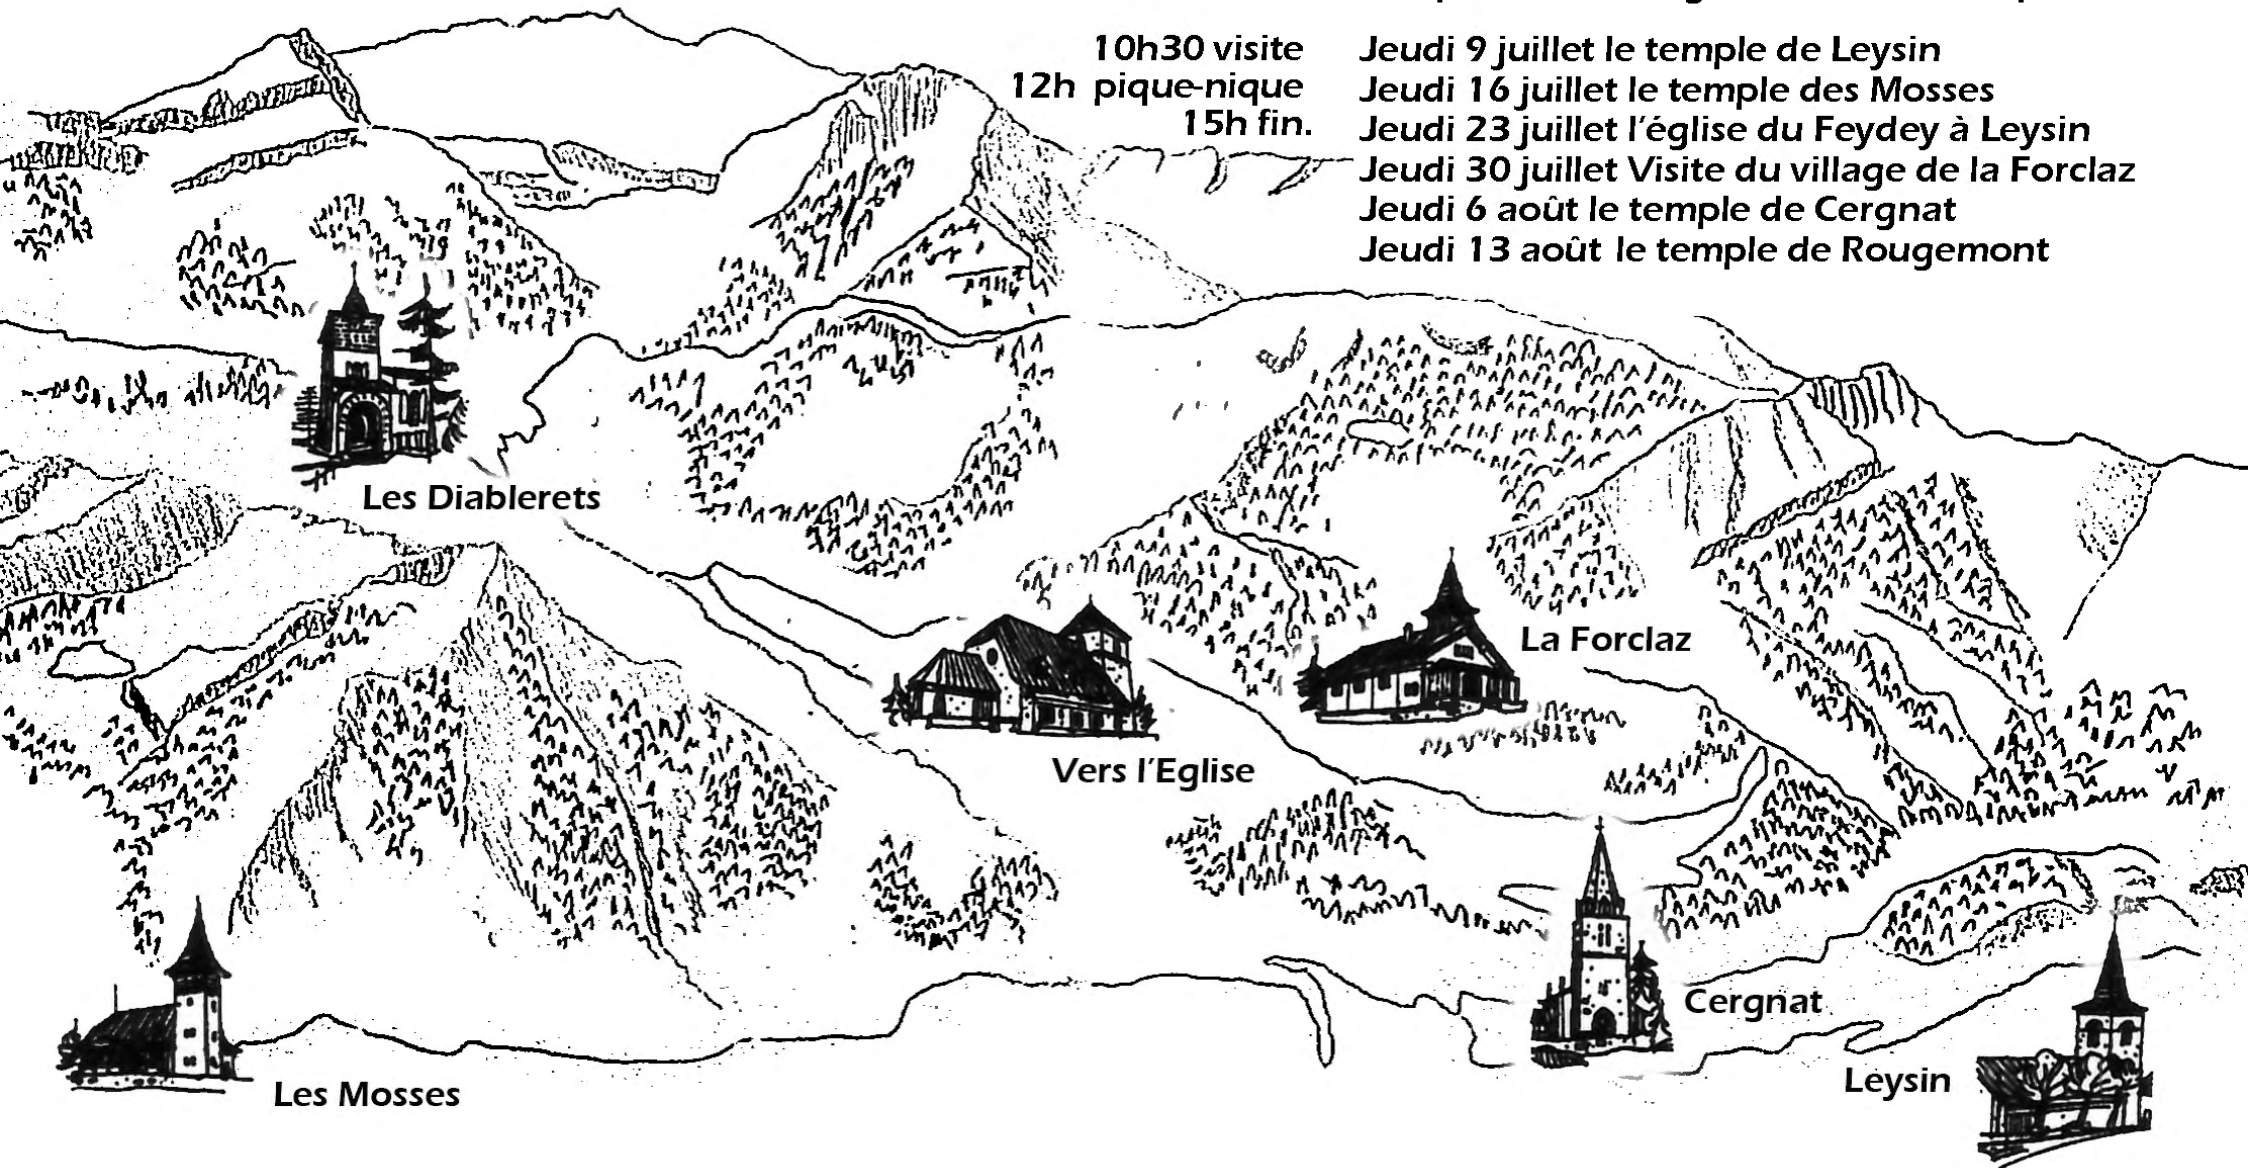 10h30 visite
12h pique-nique
15h fin.
Jeudi 9 juillet le temple de Leysin
Jeudi 16 juillet le temple des Mosses
Jeudi 23 juillet l'église du Feydey à Leysin
Jeudi 30 juillet Visite du village de la Forclaz
Jeudi 6 août le temple de Cergnat
Jeudi 13 août le temple de Rougemont
Les Diablerets
La Forclaz
Vers l'Eglise
Cergnat
Leysin
Les Mosses